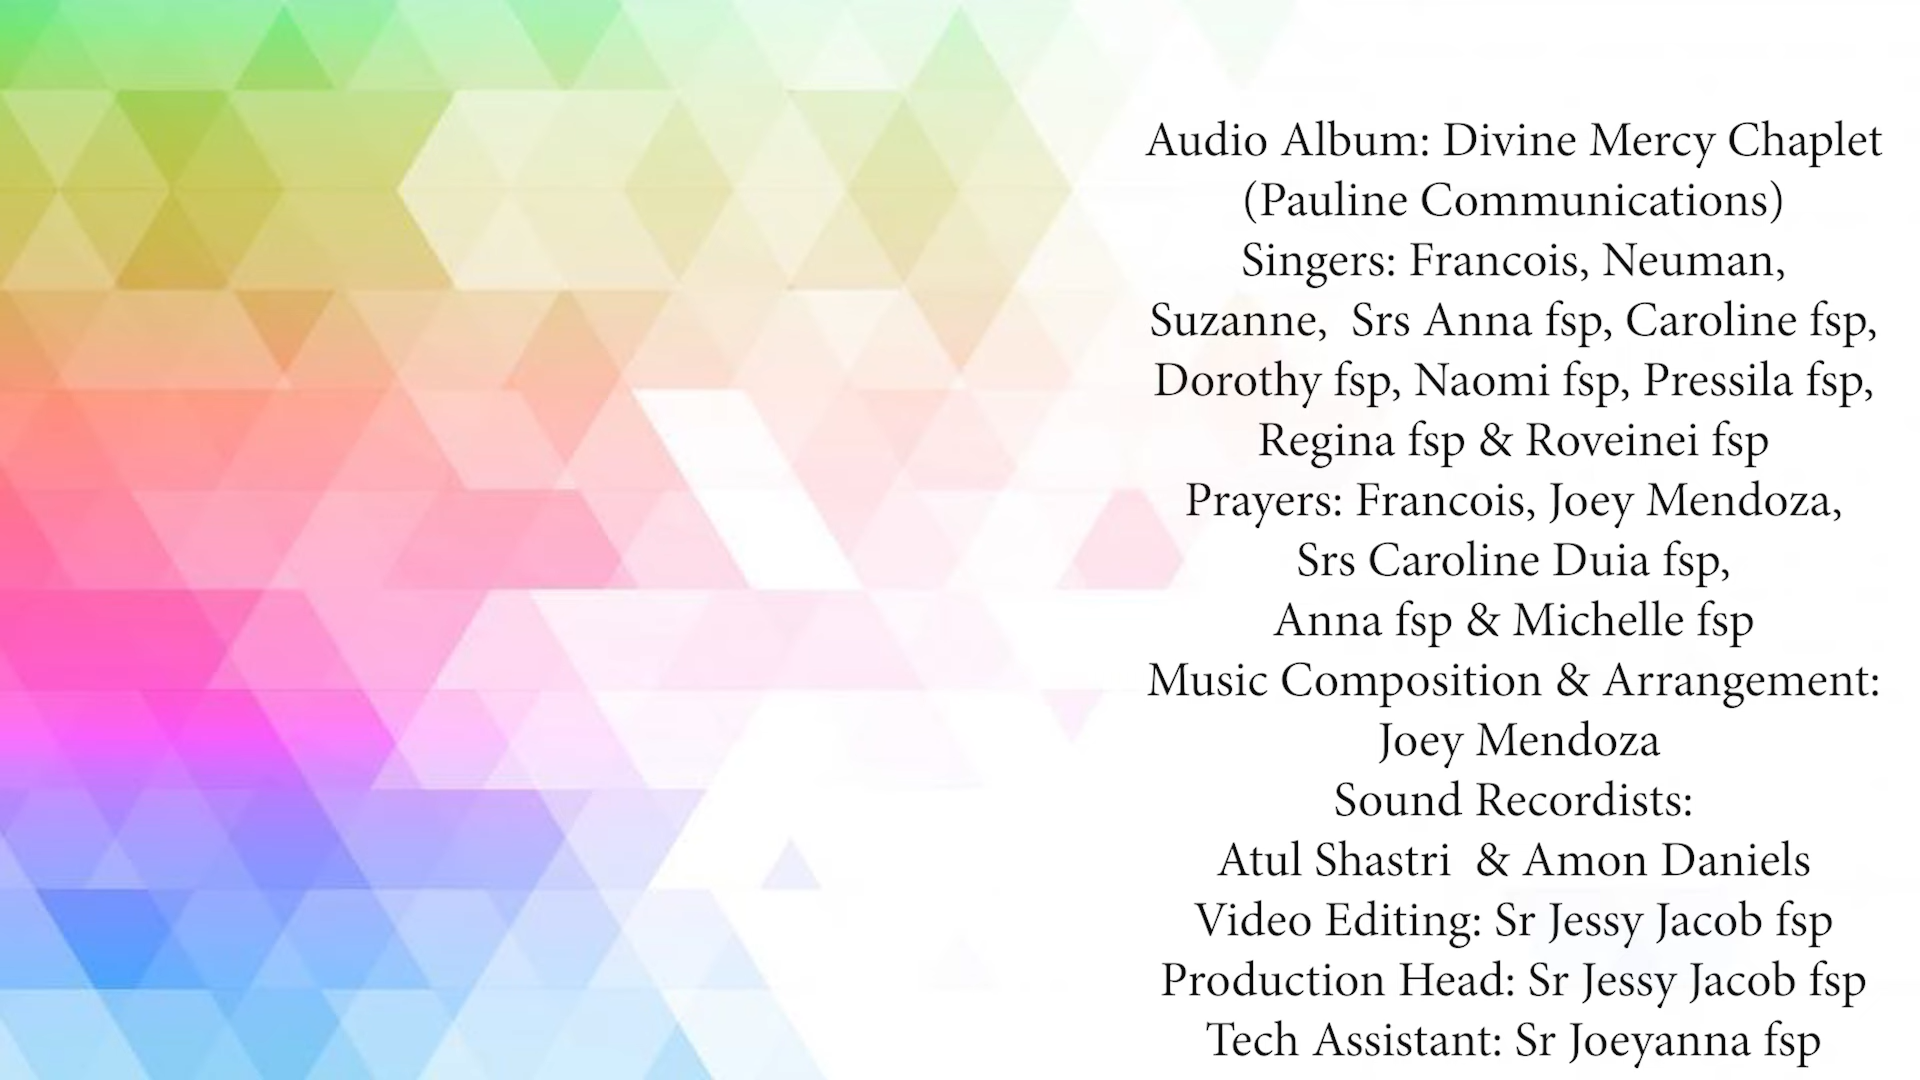 Audio Album: Divine Mercy Chaplet
(Pauline Communications)
Singers: Francois, Neuman,
Suzanne,  Srs Anna fsp, Caroline fsp,
Dorothy fsp, Naomi fsp, Pressila fsp,
Regina fsp & Roveinei fsp
Prayers: Francois, Joey Mendoza,
Srs Caroline Duia fsp,
Anna fsp & Michelle fsp
Music Composition & Arrangement:
Joey Mendoza
Sound Recordists:
Atul Shastri  & Amon Daniels
Video Editing: Sr Jessy Jacob fsp
Production Head: Sr Jessy Jacob fsp
Tech Assistant: Sr Joeyanna fsp